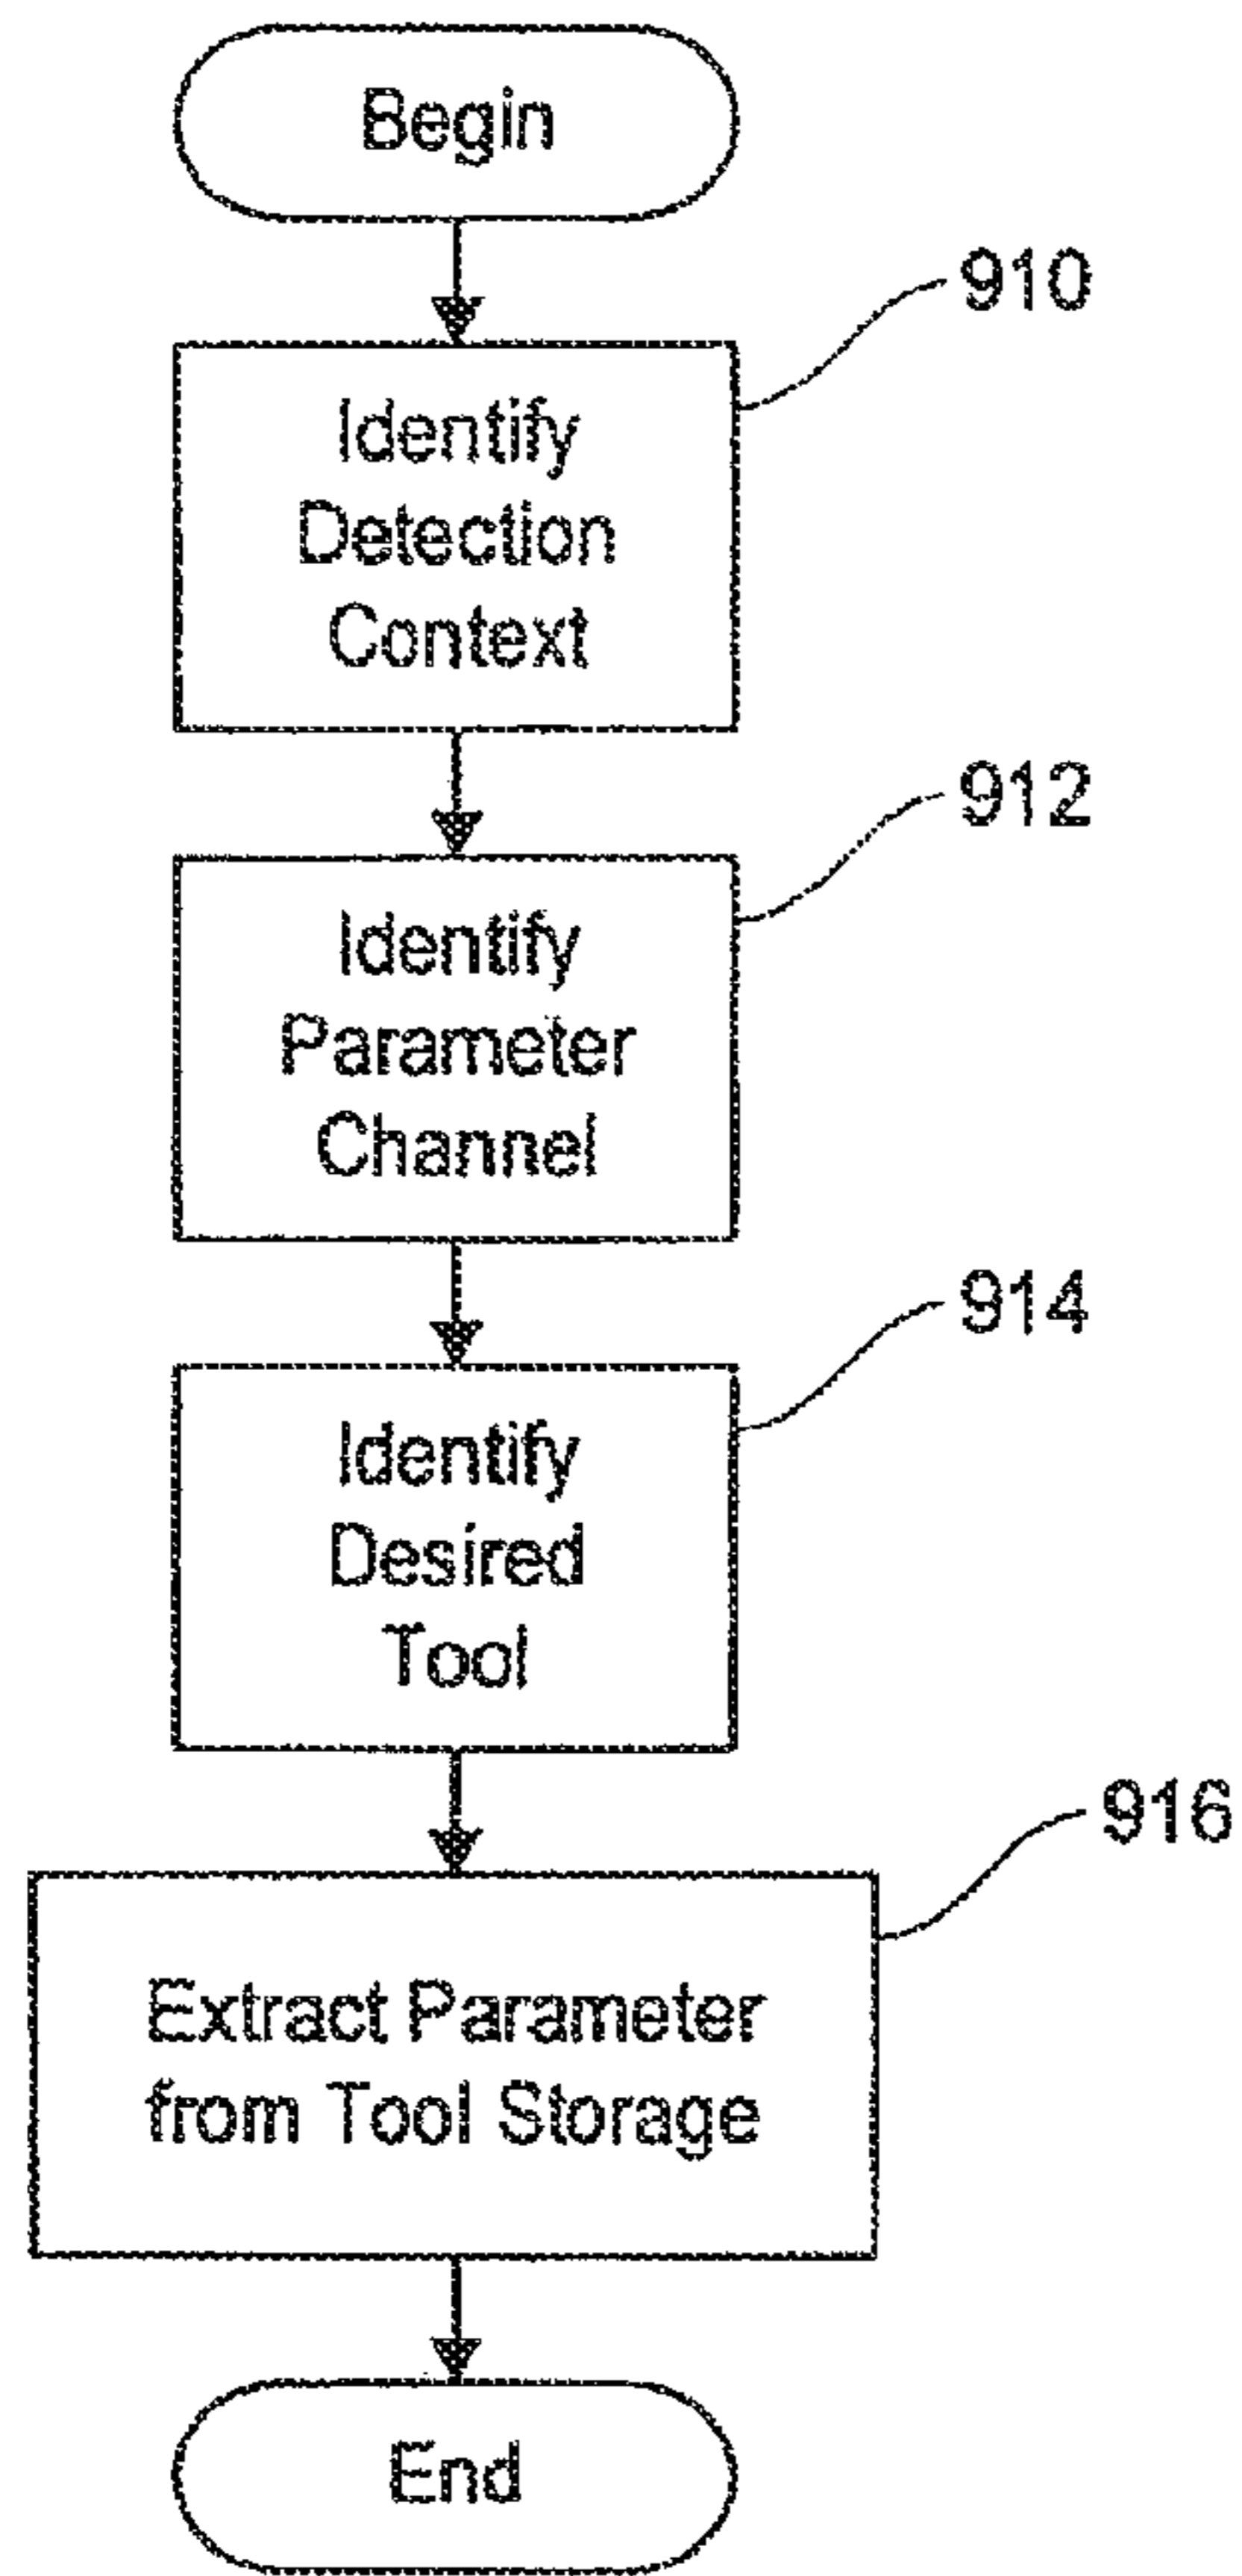 Begin
910
Identify
Detection
Context
912
Identify
Parameter
Channel
914
Identify
Desired
Tool
916
Extract Parameter
from Tool Storage
End